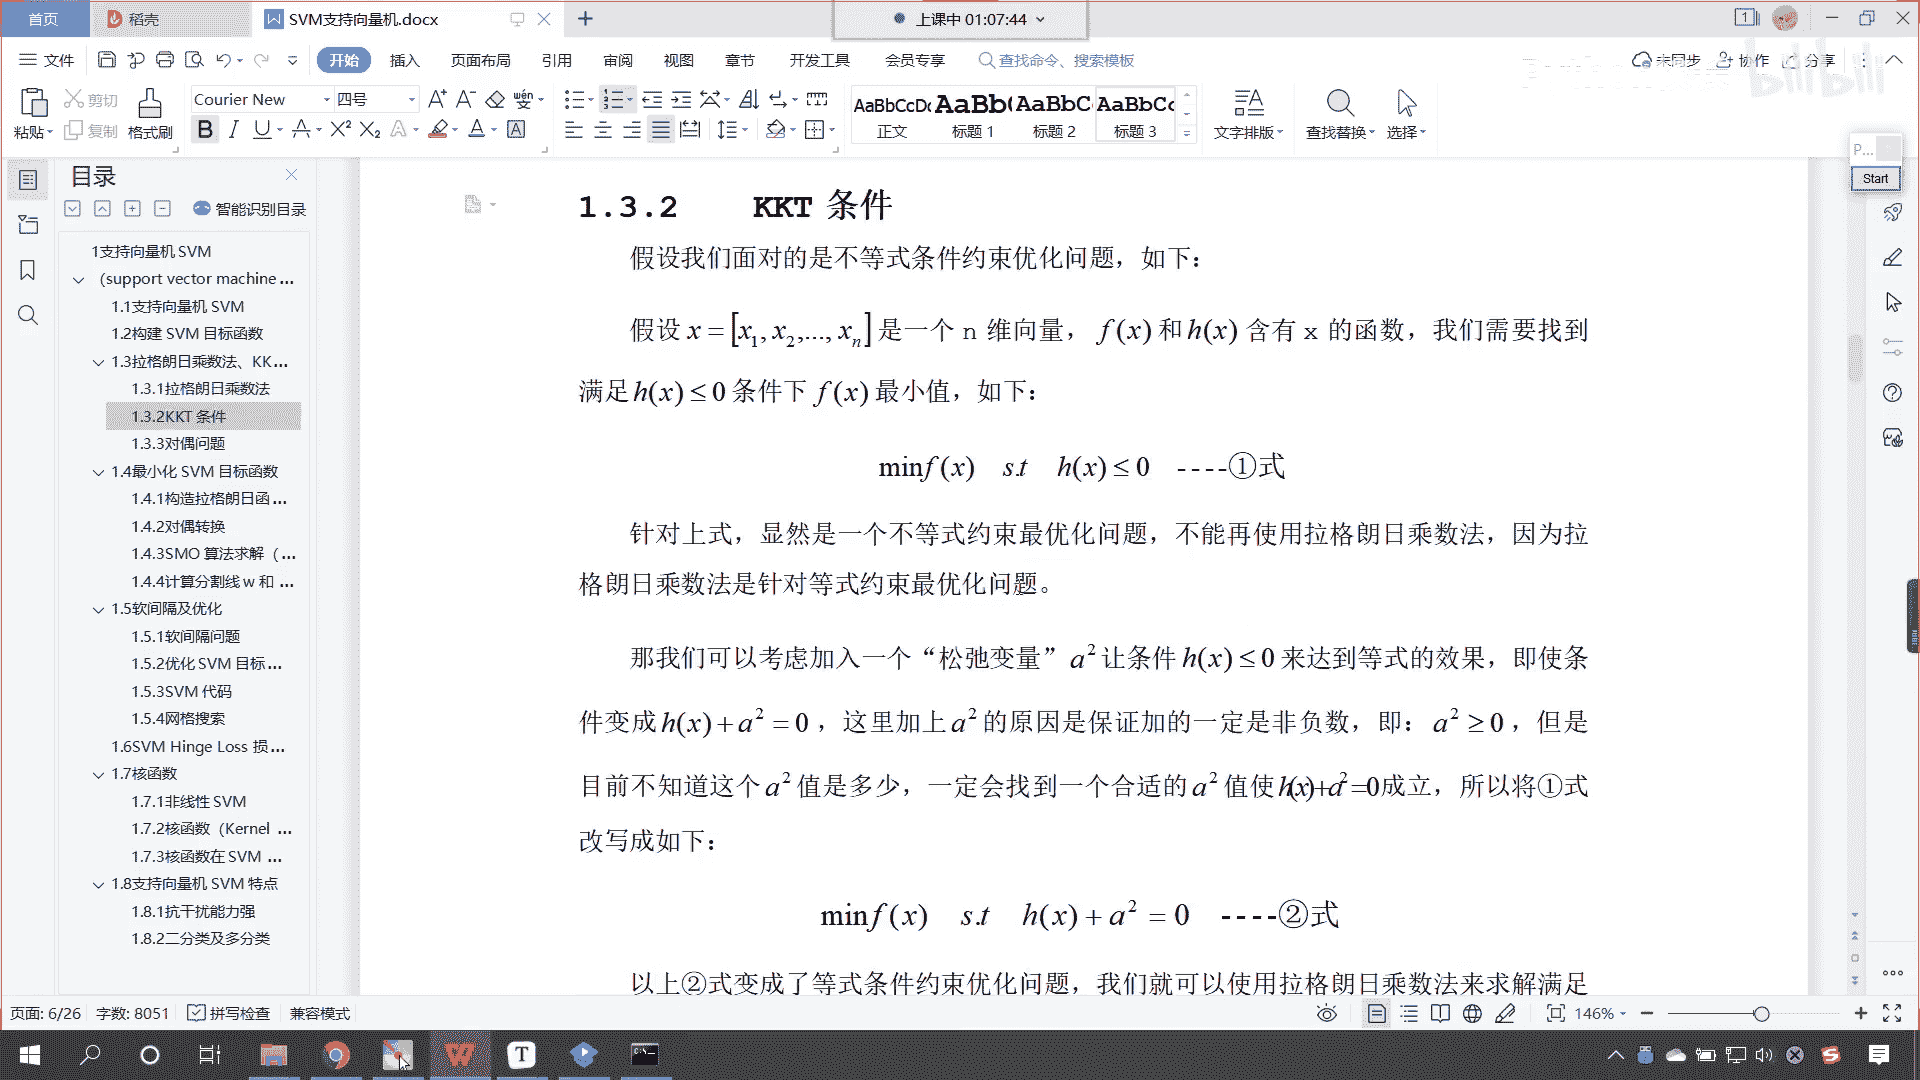 首页
稻壳
SVM支持向量机.docx
上课中 01:07:44
文件
开始
插入
页面布局
引用
审阅
视图
章节
开发工具
会员专享
查找命令、搜索模板
未同步
协作
分享
bilibili
粘贴
剪切
复制
格式刷
Courier New
四号
AaBbCcDc 正文
AaBb( 标题 1
AaBbC 标题 2
AaBbCc 标题 3
文字排版
查找替换
选择
P...
Start
目录
智能识别目录
1支持向量机 SVM
（support vector machine ...
1.1支持向量机 SVM
1.2构建 SVM 目标函数
1.3拉格朗日乘数法、KK...
1.3.1拉格朗日乘数法
1.3.2KKT 条件
1.3.3对偶问题
1.4最小化 SVM 目标函数
1.4.1构造拉格朗日函 ...
1.4.2对偶转换
1.4.3SMO 算法求解（ ...
1.4.4计算分割线 w 和 ...
1.5软间隔及优化
1.5.1软间隔问题
1.5.2优化 SVM 目标 ...
1.5.3SVM 代码
1.5.4网格搜索
1.6SVM Hinge Loss 损...
1.7核函数
1.7.1非线性 SVM
1.7.2核函数（Kernel ...
1.7.3核函数在 SVM ...
1.8支持向量机 SVM 特点
1.8.1抗干扰能力强
1.8.2二分类及多分类
1.3.2 KKT 条件
假设我们面对的是不等式条件约束优化问题，如下：
假设 x = [x₁, x₂,..., xₙ] 是一个 n 维向量， f(x) 和 h(x) 含有 x 的函数，我们需要找到
满足 h(x) ≤ 0 条件下 f(x) 最小值，如下：
minf(x) s.t h(x) ≤ 0 ----①式
针对上式，显然是一个不等式约束最优化问题，不能再使用拉格朗日乘数法，因为拉
格朗日乘数法是针对等式约束最优化问题。
那我们可以考虑加入一个“松弛变量” a² 让条件 h(x) ≤ 0 来达到等式的效果，即使条
件变成 h(x) + a² = 0 ，这里加上 a² 的原因是保证加的一定是非负数，即： a² ≥ 0 ，但是
目前不知道这个 a² 值是多少，一定会找到一个合适的 a² 值使 h(x)+a²=0 成立，所以将①式
改写成如下：
minf(x) s.t h(x) + a² = 0 ----②式
以上②式变成了等式条件约束优化问题，我们就可以使用拉格朗日乘数法来求解满足
页面: 6/26
字数: 8051
拼写检查
兼容模式
146%